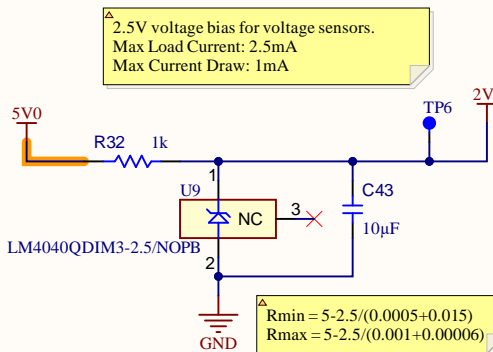 2.5V voltage bias for voltage sensors.
Max Load Current: 2.5mA
Max Current Draw: 1mA
5V0
2V
TP6
R32
1k
1
U9
NC
3
C43
10µF
LM4040QDIM3-2.5/NOPB
2
GND
Rmin = 5-2.5/(0.0005+0.015)
Rmax = 5-2.5/(0.001+0.00006)